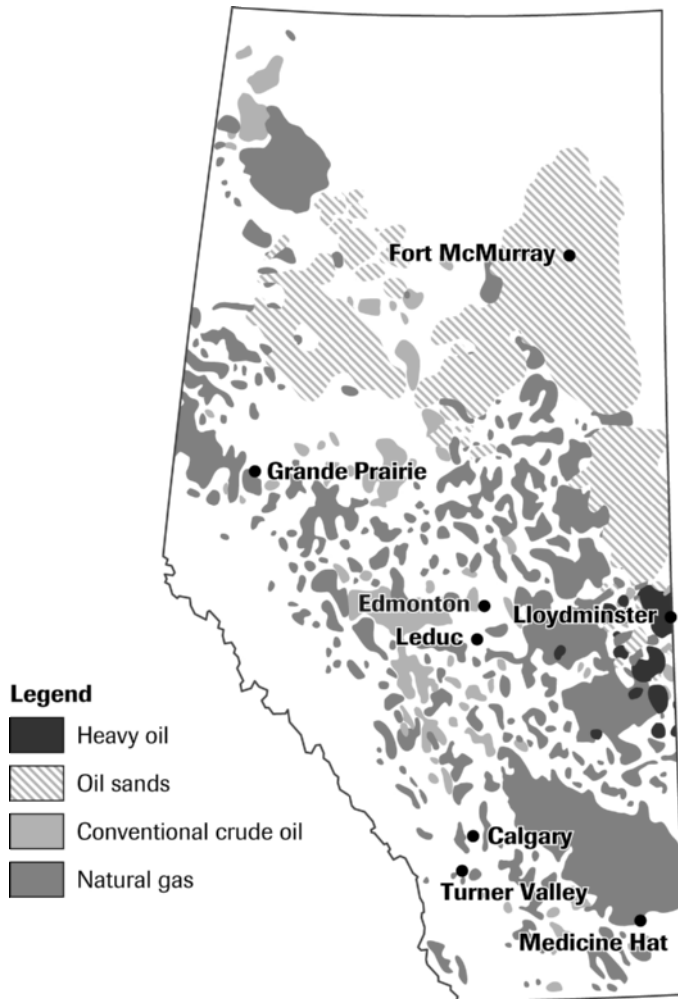 Fort McMurray
Grande Prairie
Edmonton
Lloydminster
Leduc
Legend
Heavy oil
Oil sands
Conventional crude oil
Natural gas
Calgary
Turner Valley
Medicine Hat